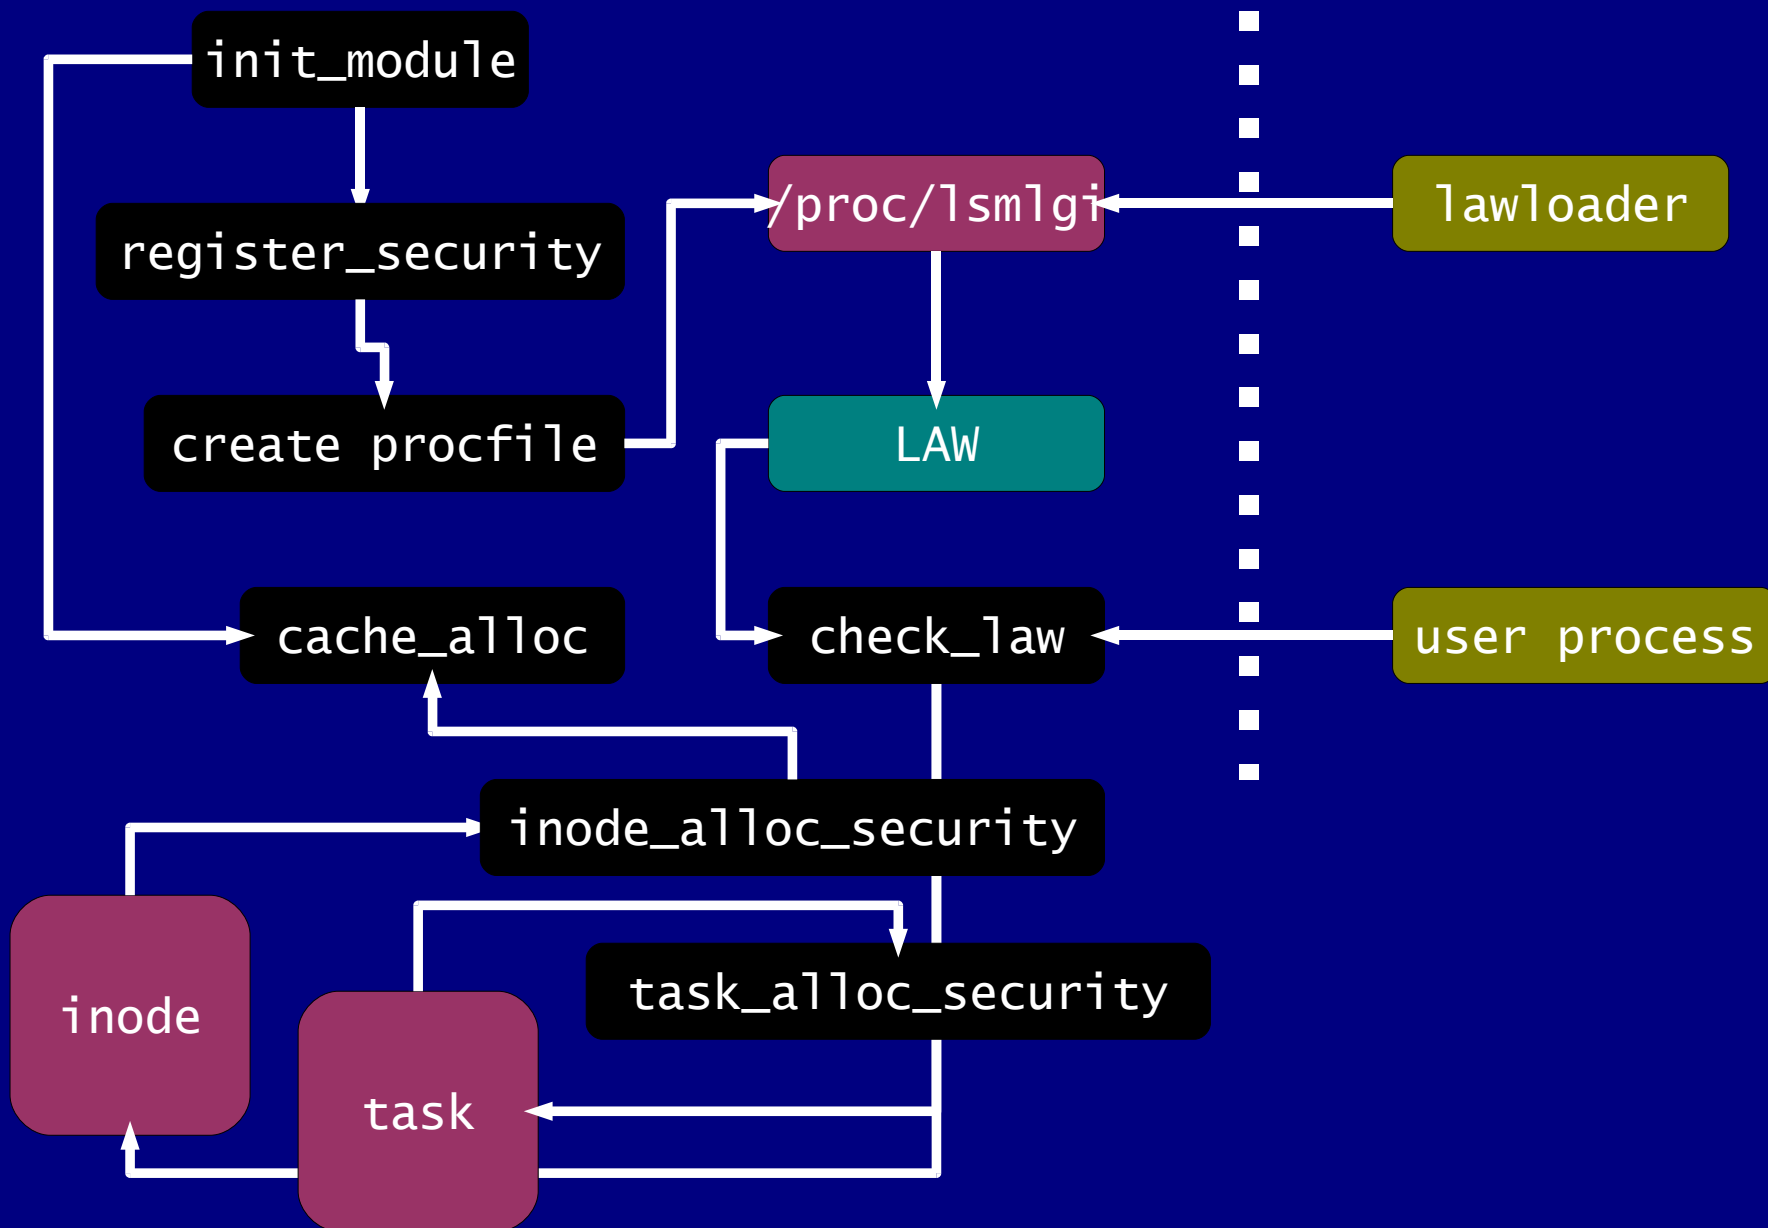 init_module
/proc/lsmlgi
lawloader
register_security
create procfile
LAW
cache_alloc
check_law
user process
inode_alloc_security
task_alloc_security
inode
task